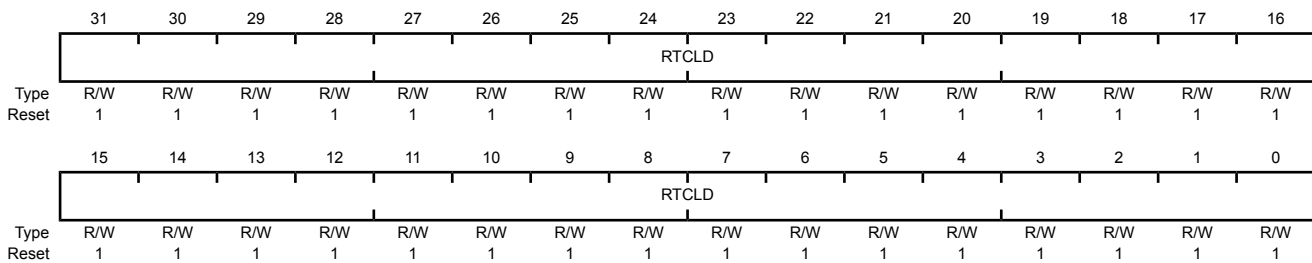 31 30 29 28 27 26 25 24 23 22 21 20 19 18 17 16
RTCLD
Type R/W R/W R/W R/W R/W R/W R/W R/W R/W R/W R/W R/W R/W R/W R/W R/W
Reset 1 1 1 1 1 1 1 1 1 1 1 1 1 1 1 1
15 14 13 12 11 10 9 8 7 6 5 4 3 2 1 0
RTCLD
Type R/W R/W R/W R/W R/W R/W R/W R/W R/W R/W R/W R/W R/W R/W R/W R/W
Reset 1 1 1 1 1 1 1 1 1 1 1 1 1 1 1 1